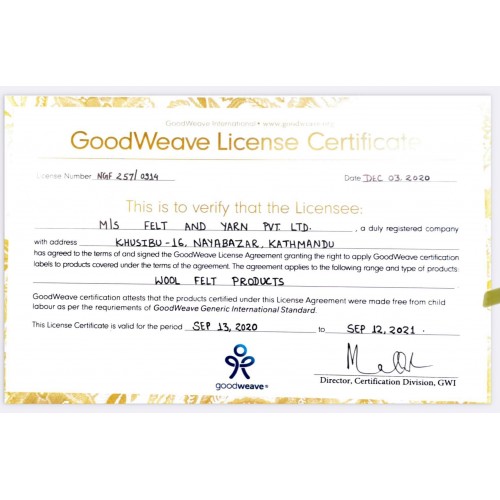 GoodWeave International • www.goodweave.org
GoodWeave License Certificate
License Number NGF 257/0914 Date DEC 03. 2020
This is to verify that the Licensee:
M/S FELT AND YARN PVT. LTD. , a duly registered company
with address KHUSIBU-16, NAYABAZAR, KATHMANDU
has agreed to the terms of and signed the GoodWeave License Agreement granting the right to apply GoodWeave certification
labels to products covered under the terms of the agreement. The agreement applies to the following range and type of products:
WOOL FELT PRODUCTS
GoodWeave certification attests that the products certified under this License Agreement were made free from child
labour as per the requriements of GoodWeave Generic International Standard.
This License Certificate is valid for the period SEP 13, 2020 to SEP 12, 2021.
goodweave®
Director, Certification Division, GWI